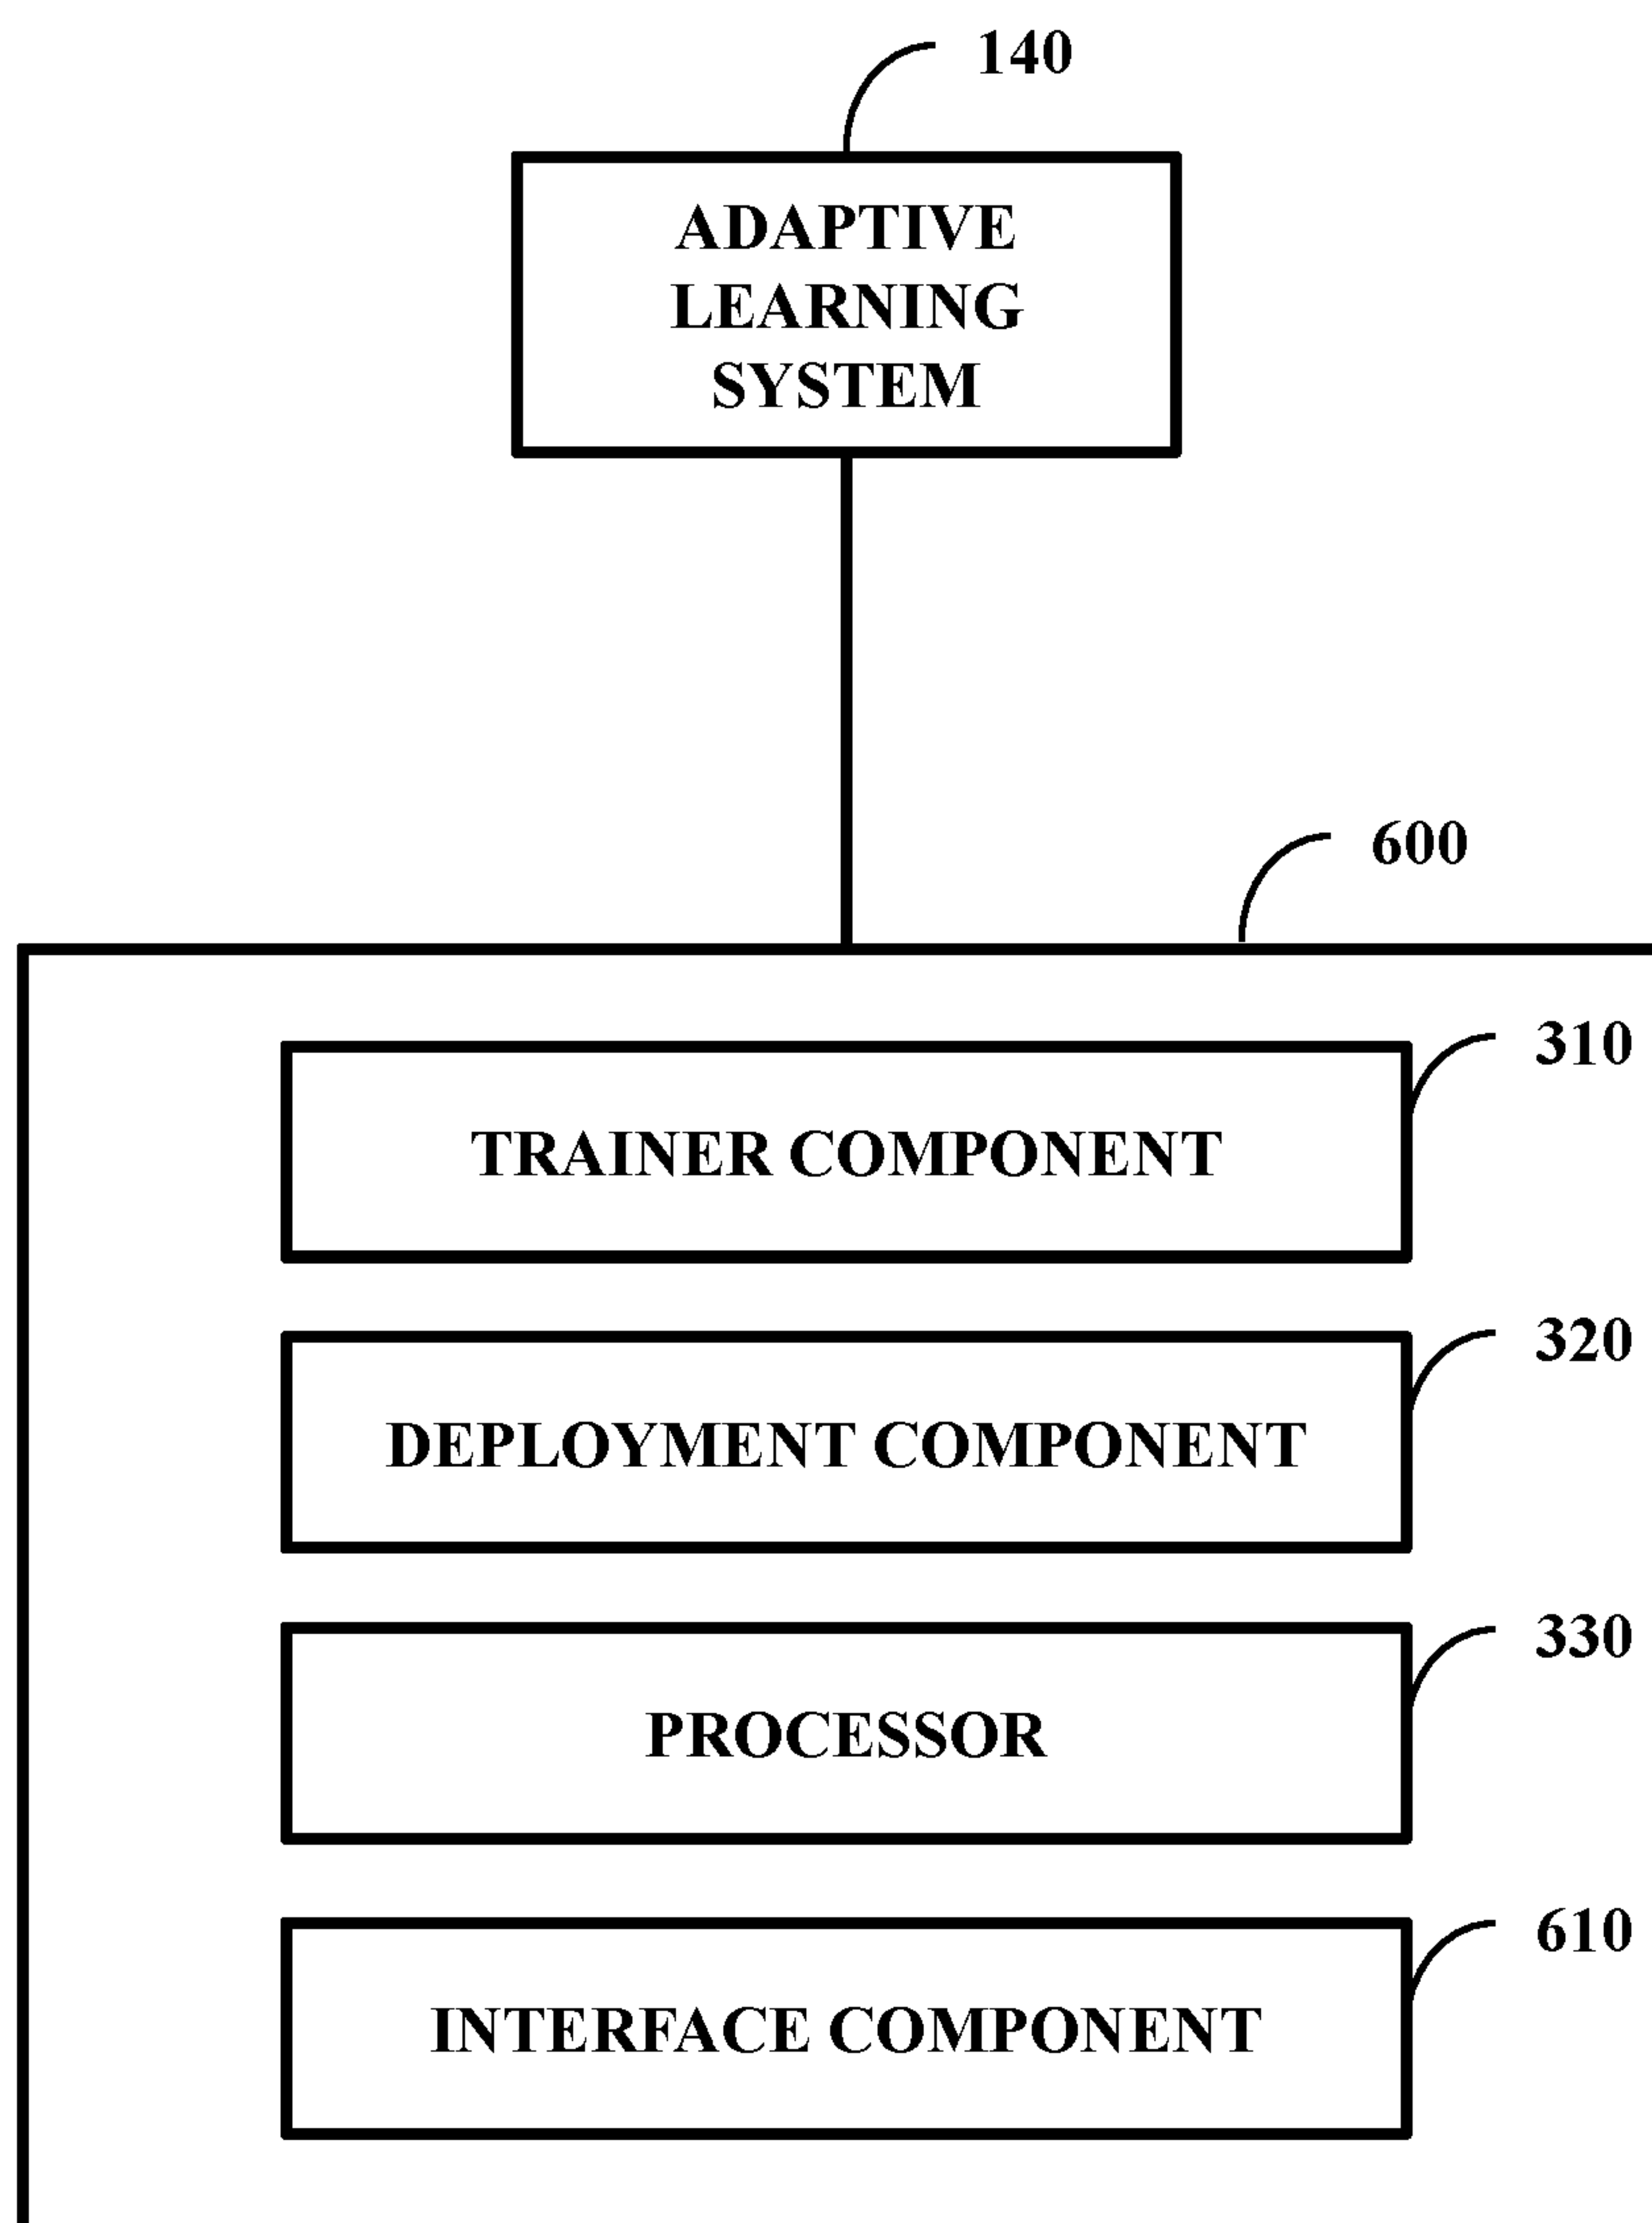 140
ADAPTIVE
LEARNING
SYSTEM
600
310
TRAINER COMPONENT
320
DEPLOYMENT COMPONENT
330
PROCESSOR
610
INTERFACE COMPONENT